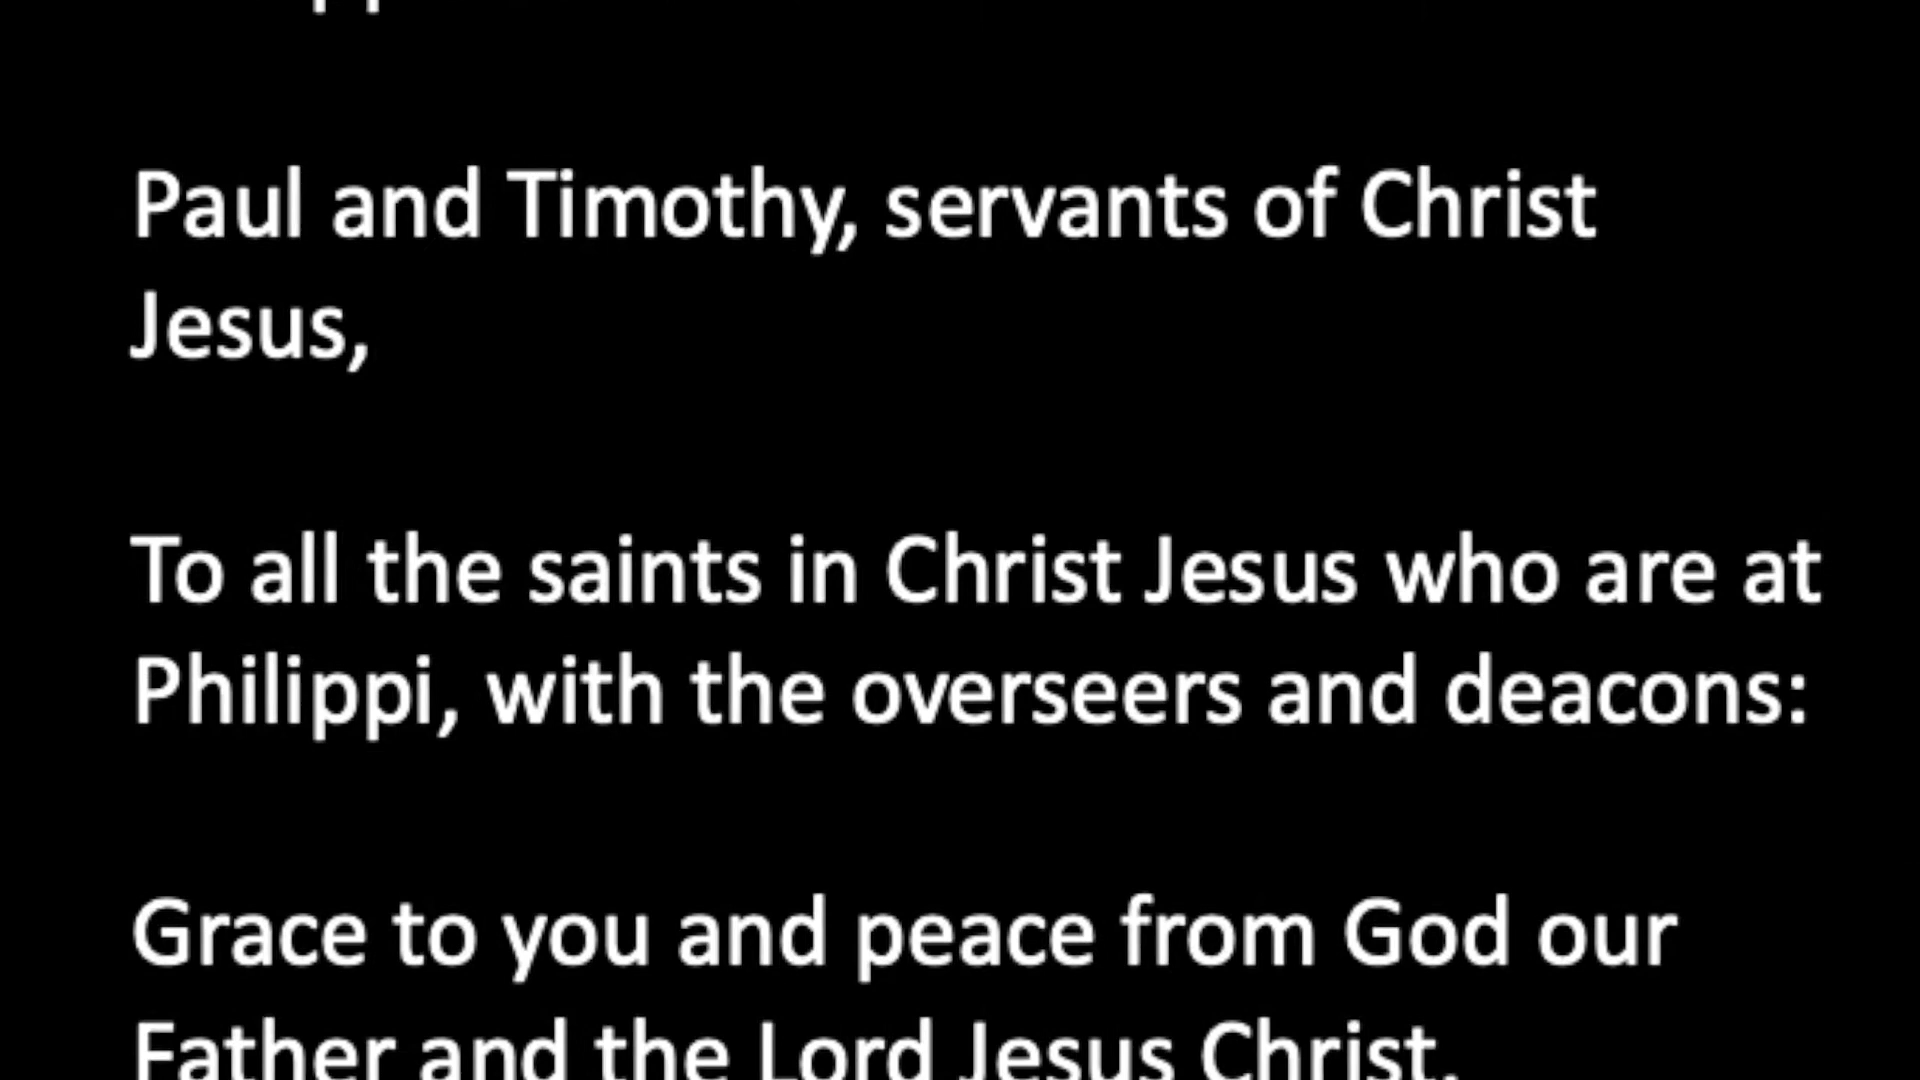 Paul and Timothy, servants of Christ
Jesus,
To all the saints in Christ Jesus who are at
Philippi, with the overseers and deacons:
Grace to you and peace from God our
Father and the Lord Jesus Christ.